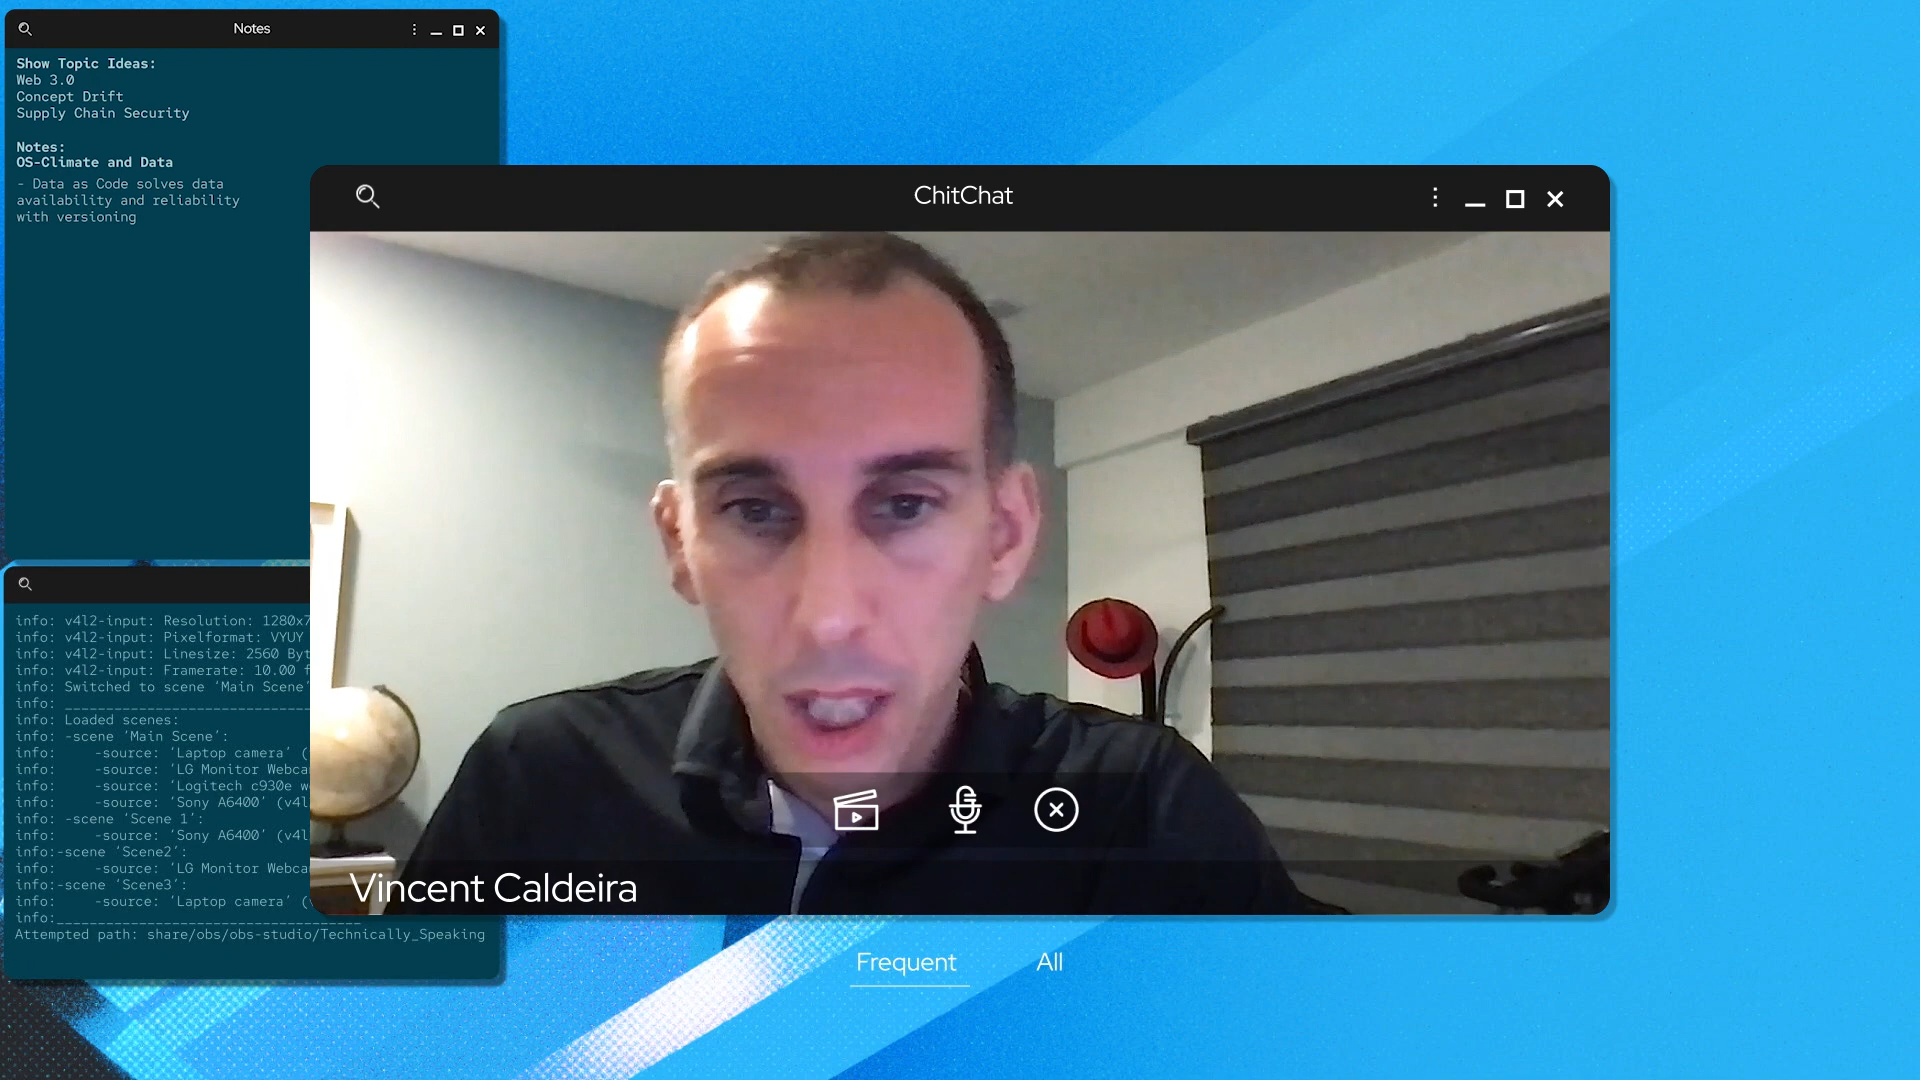 Notes
Show Topic Ideas:
Web 3.0
Concept Drift
Supply Chain Security
Notes:
OS-Climate and Data
- Data as Code solves data
availability and reliability
with versioning
ChitChat
info: v4l2-input: Resolution: 1280x7
info: v4l2-input: Pixelformat: VYUY
info: v4l2-input: Linesize: 2560 Byt
info: v4l2-input: Framerate: 10.00 f
info: Switched to scene ‘Main Scene’
info: ______________________________
info: Loaded scenes:
info: -scene ‘Main Scene’:
info:     -source: ‘Laptop camera’ (
info:     -source: ‘LG Monitor Webca
info:     -source: ‘Logitech c930e w
info:     -source: ‘Sony A6400’ (v4l
info: -scene ‘Scene 1’:
info:     -source: ‘Sony A6400’ (v4l
info:-scene ‘Scene2’:
info:     -source: ‘LG Monitor Webca
info:-scene ‘Scene3’:
info:     -source: ‘Laptop camera’ (
info:_____________________________________
Attempted path: share/obs/obs-studio/Technically_Speaking
Vincent Caldeira
Frequent
All